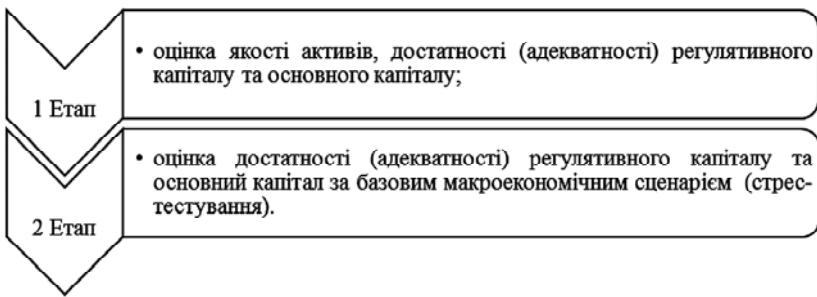 1 Етап
• оцінка якості активів, достатності (адекватності) регулятивного
капіталу та основного капіталу;
2 Етап
• оцінка достатності (адекватності) регулятивного капіталу та
основний капітал за базовим макроекономічним сценарієм (стрес-
тестування).